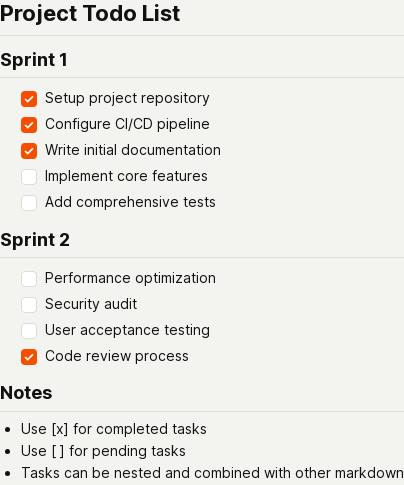 Project Todo List
Sprint 1
Setup project repository
Configure CI/CD pipeline
Write initial documentation
Implement core features
Add comprehensive tests
Sprint 2
Performance optimization
Security audit
User acceptance testing
Code review process
Notes
Use [x] for completed tasks
Use [ ] for pending tasks
Tasks can be nested and combined with other markdown